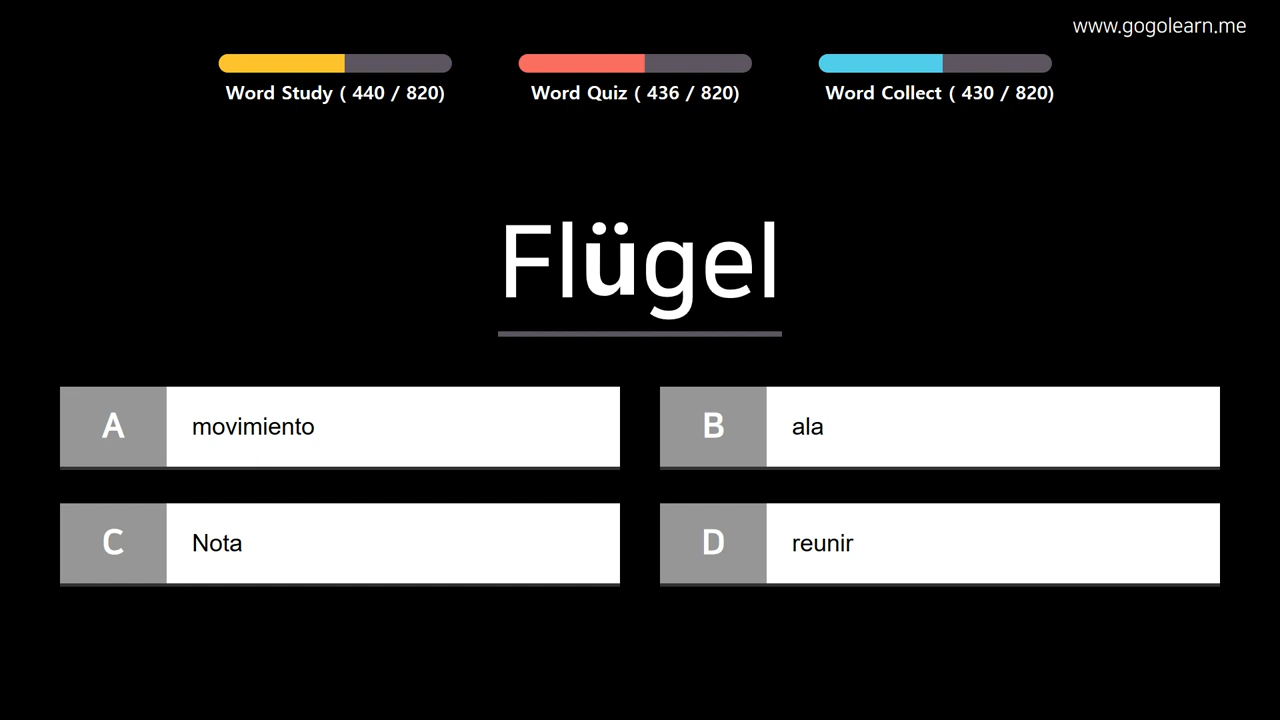 www.gogolearn.me
Word Study ( 440 / 820)
Word Quiz ( 436 / 820)
Word Collect ( 430 / 820)
Flügel
A movimiento
B ala
C Nota
D reunir